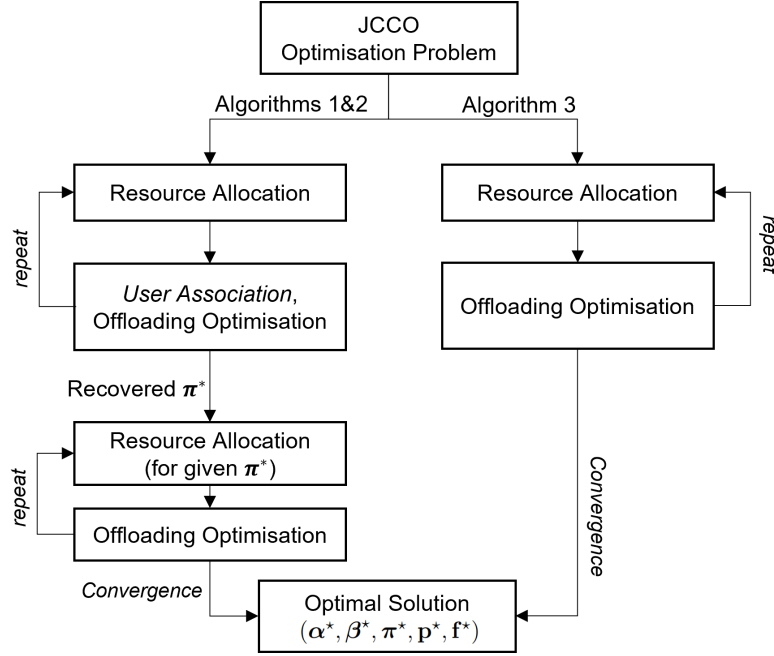 JCCO
Optimisation Problem
Algorithms 1&2
Algorithm 3
Resource Allocation
Resource Allocation
repeat
repeat
User Association,
Offloading Optimisation
Offloading Optimisation
Recovered π*
Resource Allocation
(for given π*)
repeat
Offloading Optimisation
Convergence
Convergence
Optimal Solution
(α⋆, β⋆, π⋆, p⋆, f⋆)